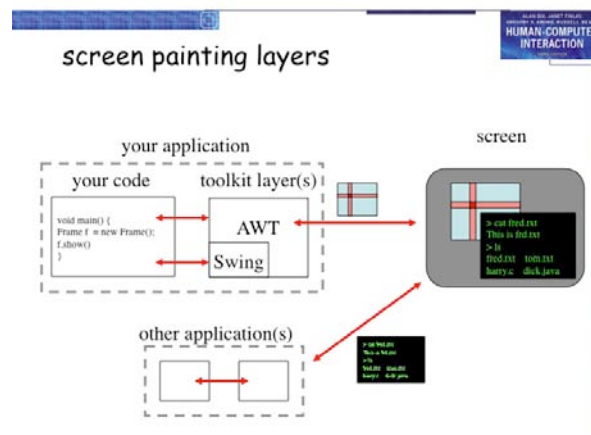 HUMAN-COMPUTER
INTERACTION
screen painting layers
your application
screen
your code
toolkit layer(s)
void main() {
Frame f = new Frame();
f.show()
}
AWT
Swing
> cat fred.txt
This is frd.txt
> ls
fred.txt tom.txt
harry.c dick.java
other application(s)